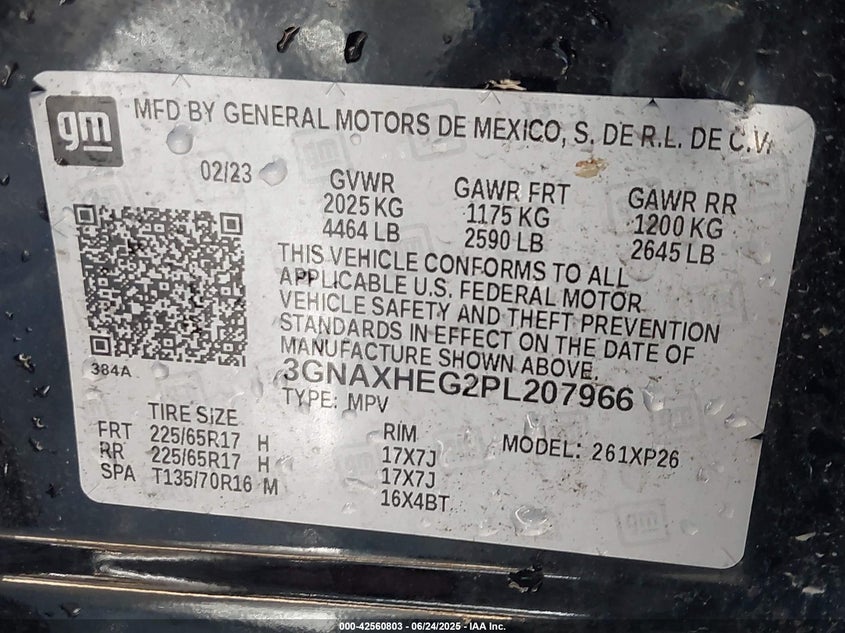 gm
MFD BY GENERAL MOTORS DE MEXICO, S. DE R.L. DE C.V.
02/23
GVWR
2025 KG
4464 LB
GAWR FRT
1175 KG
2590 LB
GAWR RR
1200 KG
2645 LB
THIS VEHICLE CONFORMS TO ALL
APPLICABLE U.S. FEDERAL MOTOR
VEHICLE SAFETY AND THEFT PREVENTION
STANDARDS IN EFFECT ON THE DATE OF
MANUFACTURE SHOWN ABOVE.
384A
3GNAXHEG2PL207966
TYPE: MPV
MODEL: 261XP26
TIRE SIZE
RIM
FRT 225/65R17 H 17X7J
RR 225/65R17 H 17X7J
SPA T135/70R16 M 16X4BT
000-42560803 - 06/24/2025 - IAA Inc.